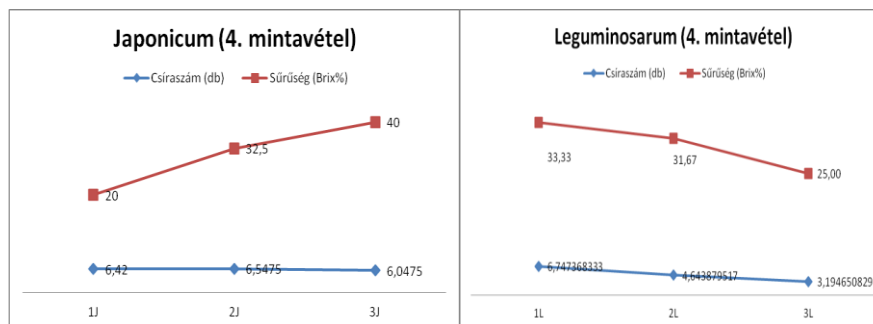 Japonicum (4. mintavétel)
Csíraszám (db) Sűrűség (Brix%)
40
32,5
20
6,42 6,5475 6,0475
1J 2J 3J
Leguminosarum (4. mintavétel)
Csíraszám (db) Sűrűség (Brix%)
33,33 31,67 25,00
6,747368333 4,643879517 3,194650829
1L 2L 3L